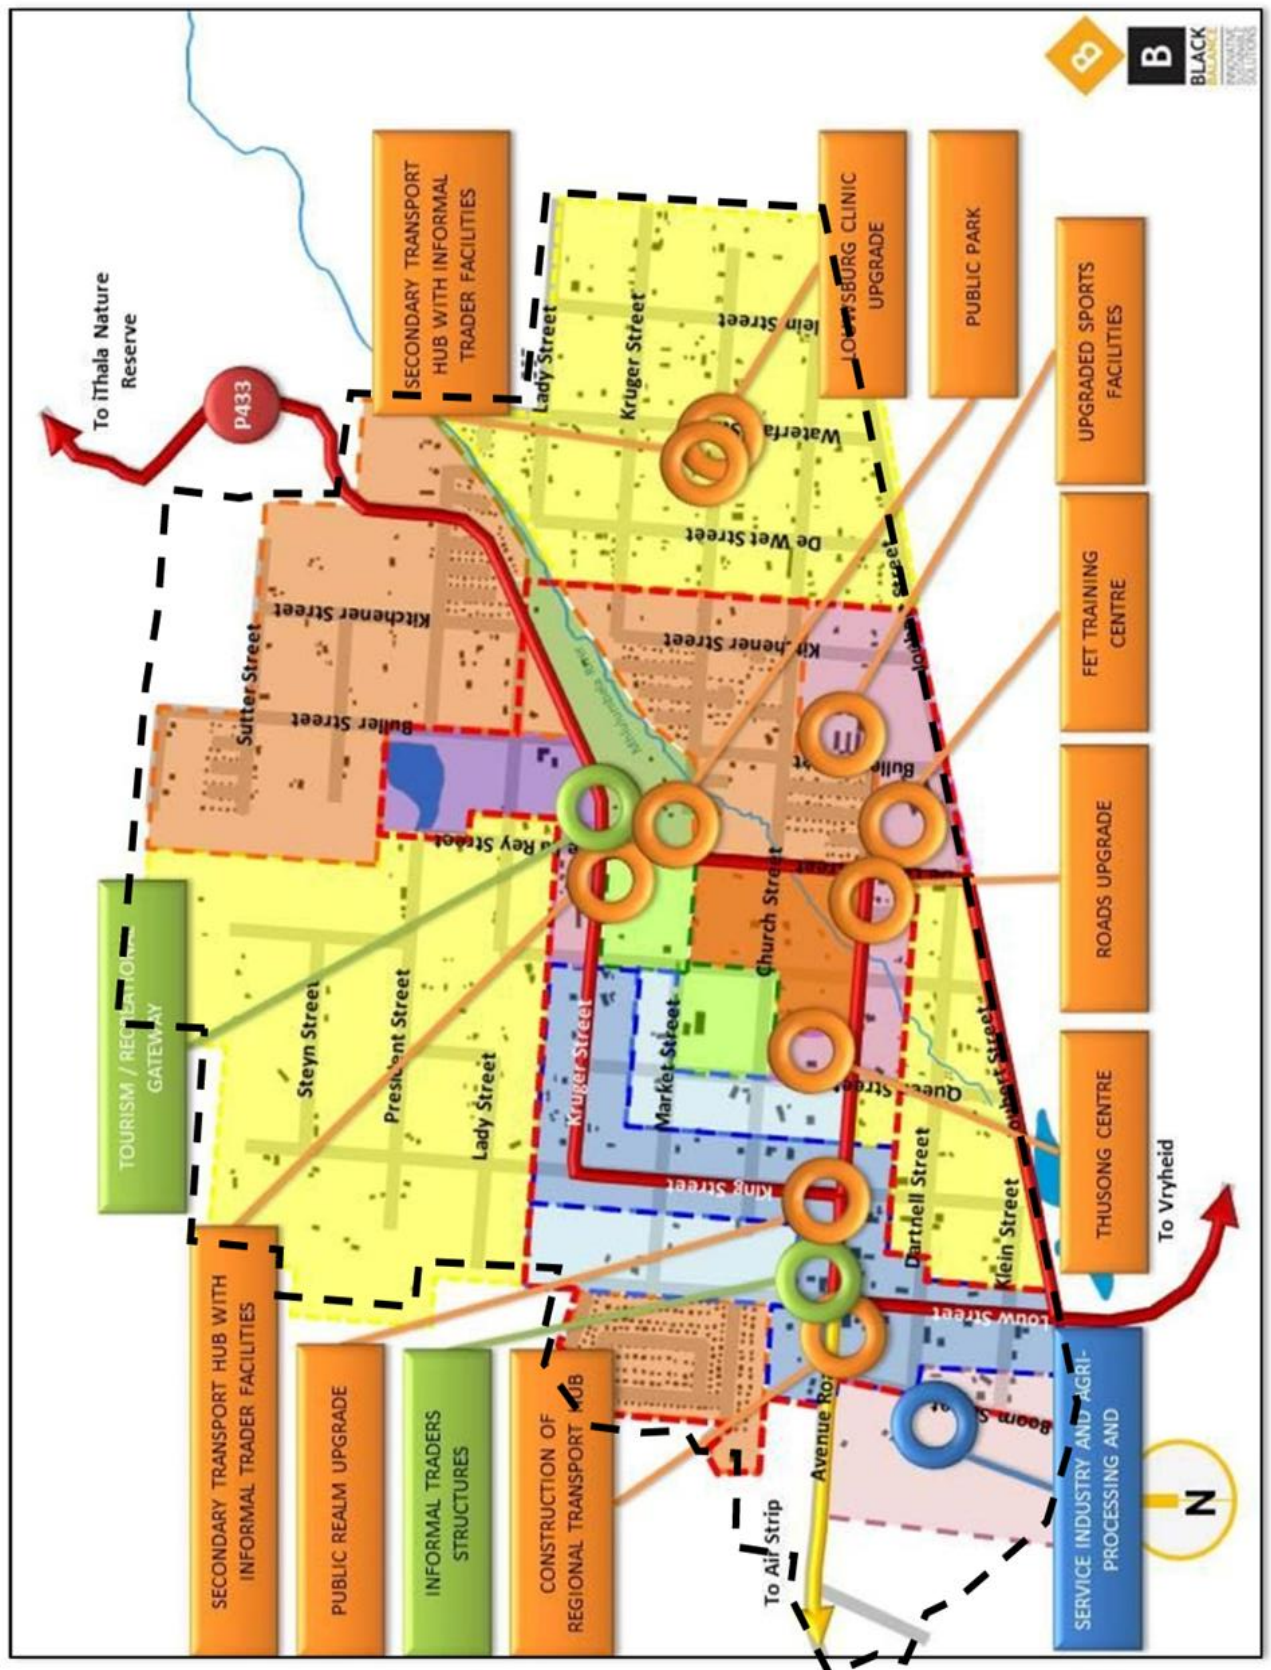 TOURISM / RECREATIONAL
GATEWAY
SECONDARY TRANSPORT HUB WITH
INFORMAL TRADER FACILITIES
PUBLIC REALM UPGRADE
INFORMAL TRADERS
STRUCTURES
CONSTRUCTION OF
REGIONAL TRANSPORT HUB
SERVICE INDUSTRY AND AGRI-
PROCESSING AND
THUSONG CENTRE
ROADS UPGRADE
FET TRAINING
CENTRE
UPGRADED SPORTS
FACILITIES
PUBLIC PARK
LOUWSBURG CLINIC
UPGRADE
SECONDARY TRANSPORT
HUB WITH INFORMAL
TRADER FACILITIES
To iThala Nature
Reserve
P433
To Vryheid
To Air Strip
Sutter Street
Steyn Street
President Street
Lady Street
Lady Street
Kruger Street
Kruger Street
Market Street
Church Street
Dartnell Street
Klein Street
Avenue
Kitchener Street
Kitchener Street
Buller Street
Rey Street
King Street
Louw Street
Boom
Queen Street
De Wet Street
Street
Street
Street
N
B
B
BLACK
BALANCE
INNOVATIVE
SUSTAINABLE
SOLUTIONS